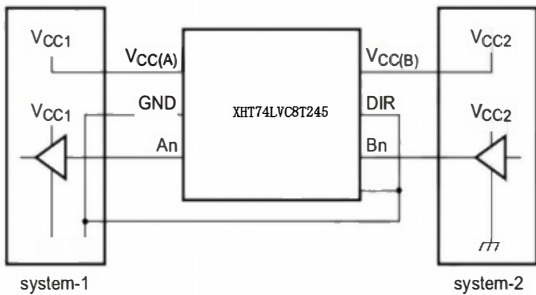 VCC1
VCC(A)
VCC(B)
VCC2
VCC1
GND
XHT74LVC8T245
DIR
VCC2
An
Bn
system-1
system-2